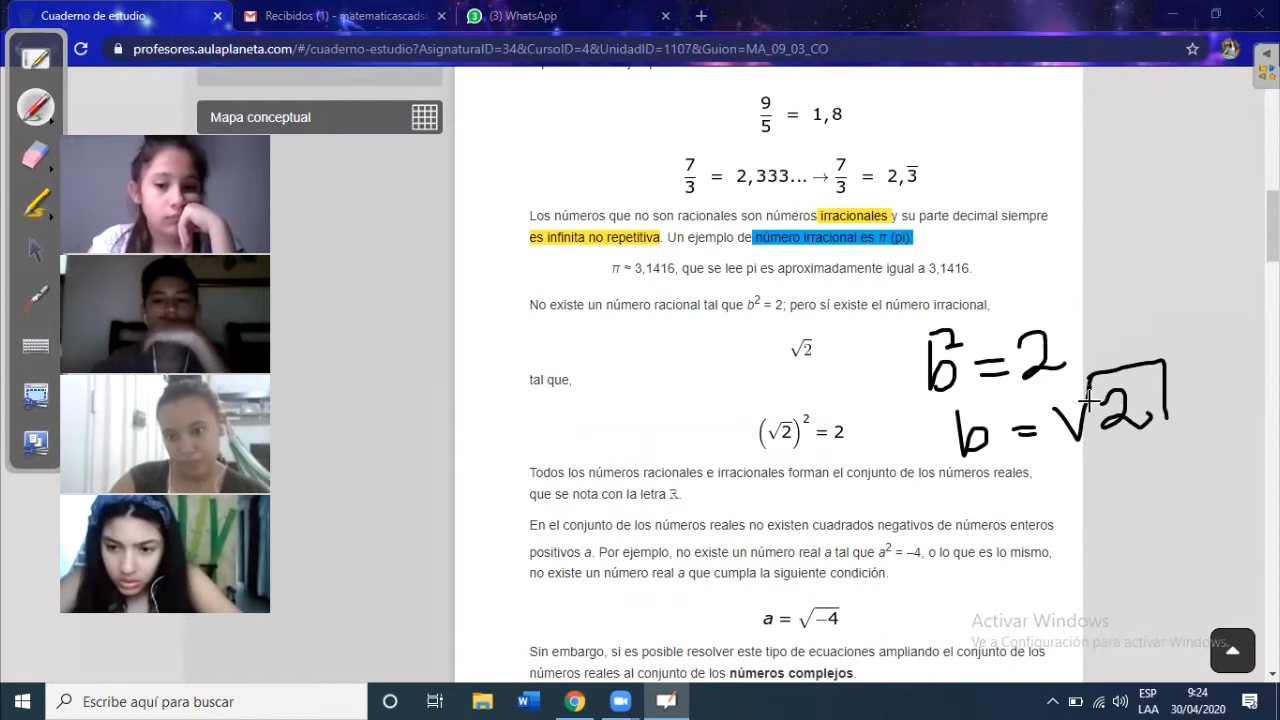 Cuaderno de estudio
Recibidos (1) - matematicascads
(3) WhatsApp
profesores.aulaplaneta.com/#/cuaderno-estudio?AsignaturaID=34&CursoID=4&UnidadID=1107&Guion=MA_09_03_CO
Mapa conceptual
9/5 = 1,8
7/3 = 2,333... → 7/3 = 2,3̅
Los números que no son racionales son números irracionales y su parte decimal siempre
es infinita no repetitiva. Un ejemplo de número irracional es π (pi).
π ≈ 3,1416, que se lee pi es aproximadamente igual a 3,1416.
No existe un número racional tal que b² = 2; pero sí existe el número irracional,
√2
tal que,
(√2)² = 2
b² = 2
b = √2
Todos los números racionales e irracionales forman el conjunto de los números reales,
que se nota con la letra ℝ.
En el conjunto de los números reales no existen cuadrados negativos de números enteros
positivos a. Por ejemplo, no existe un número real a tal que a² = –4, o lo que es lo mismo,
no existe un número real a que cumpla la siguiente condición.
a = √−4
Sin embargo, si es posible resolver este tipo de ecuaciones ampliando el conjunto de los
números reales al conjunto de los números complejos.
Activar Windows
Ve a Configuración para activar Windows.
Escribe aquí para buscar
ESP
LAA
9:24
30/04/2020